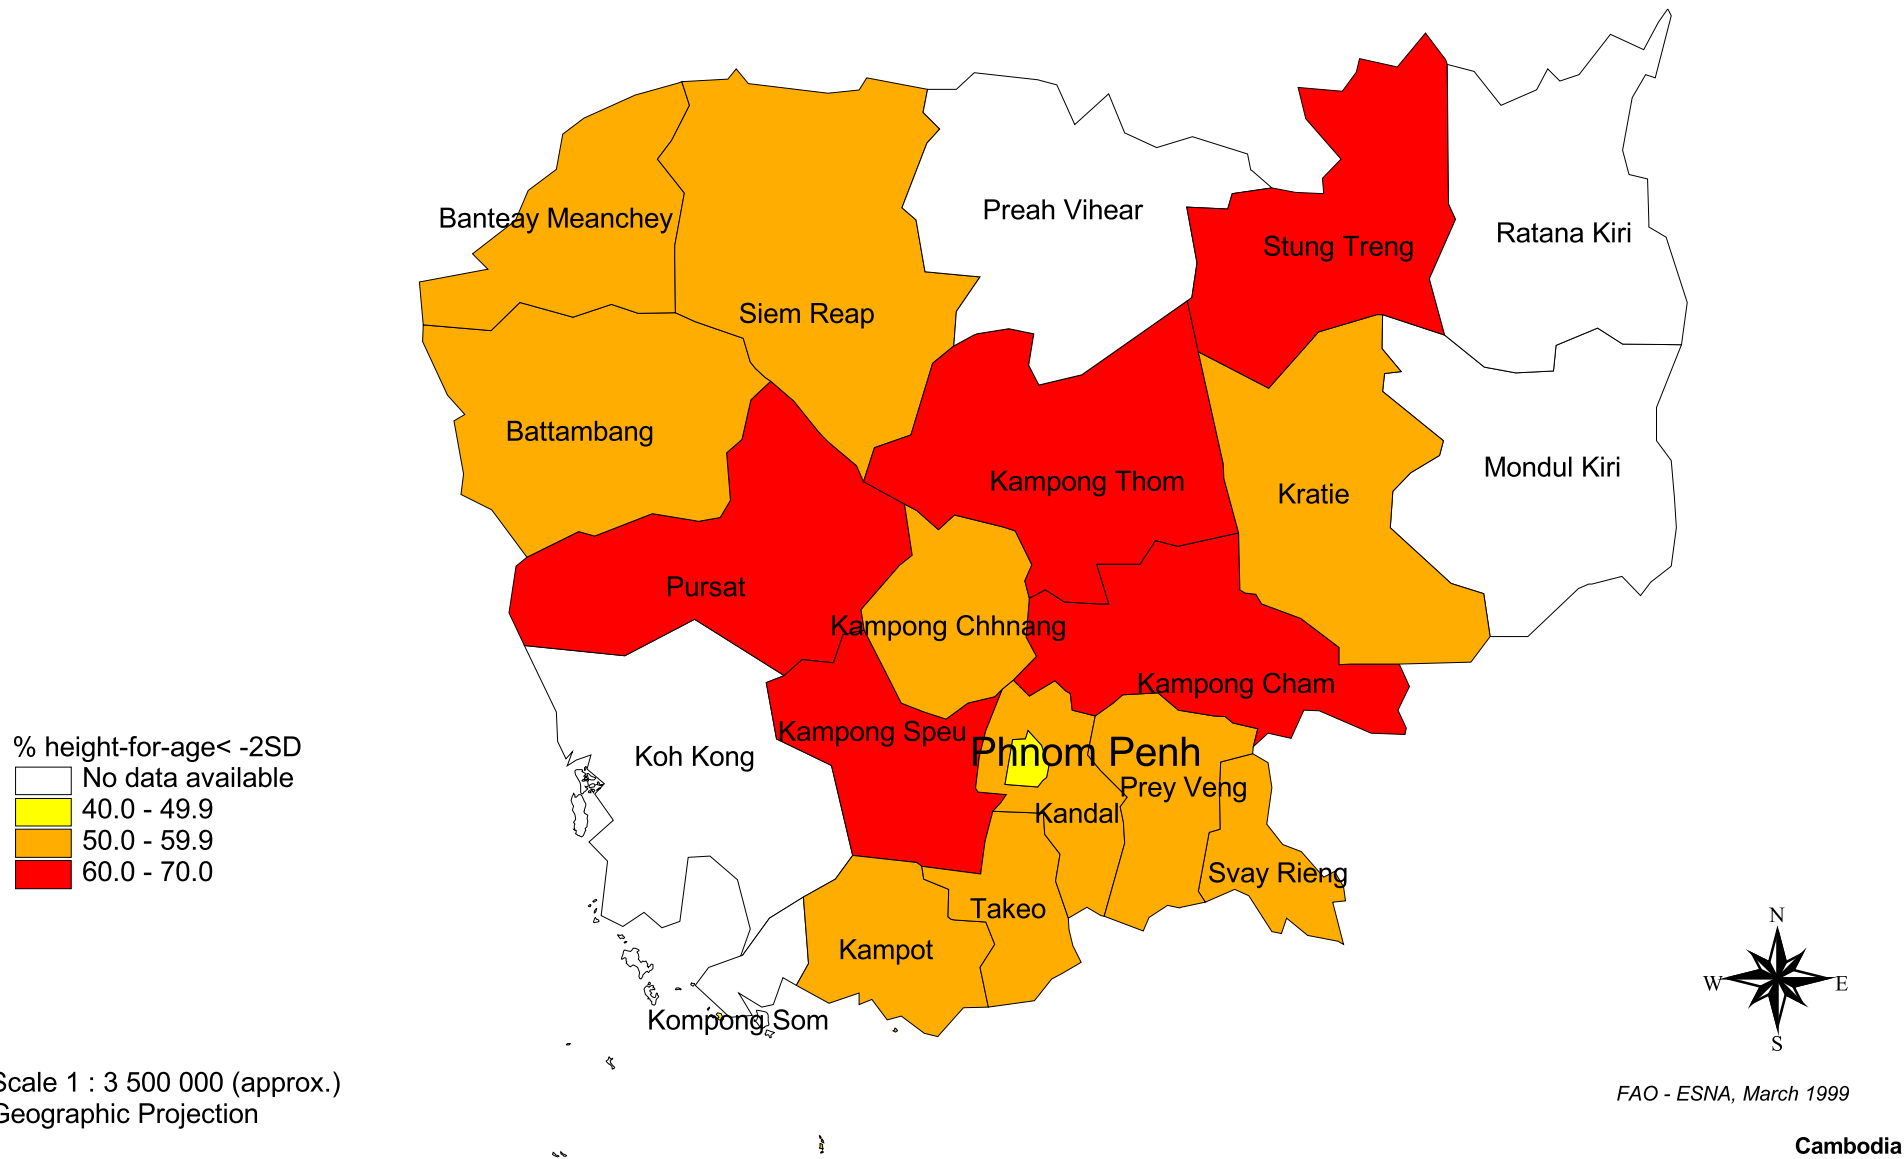 Banteay Meanchey
Preah Vihear
Stung Treng
Ratana Kiri
Siem Reap
Battambang
Kampong Thom
Kratie
Mondul Kiri
Pursat
Kampong Chhnang
Kampong Cham
Kampong Speu
Koh Kong
Phnom Penh
Prey Veng
Kandal
Svay Rieng
Takeo
Kampot
Kompong Som
% height-for-age< -2SD
No data available
40.0 - 49.9
50.0 - 59.9
60.0 - 70.0
N
W
E
S
Scale 1 : 3 500 000 (approx.)
Geographic Projection
FAO - ESNA, March 1999
Cambodia